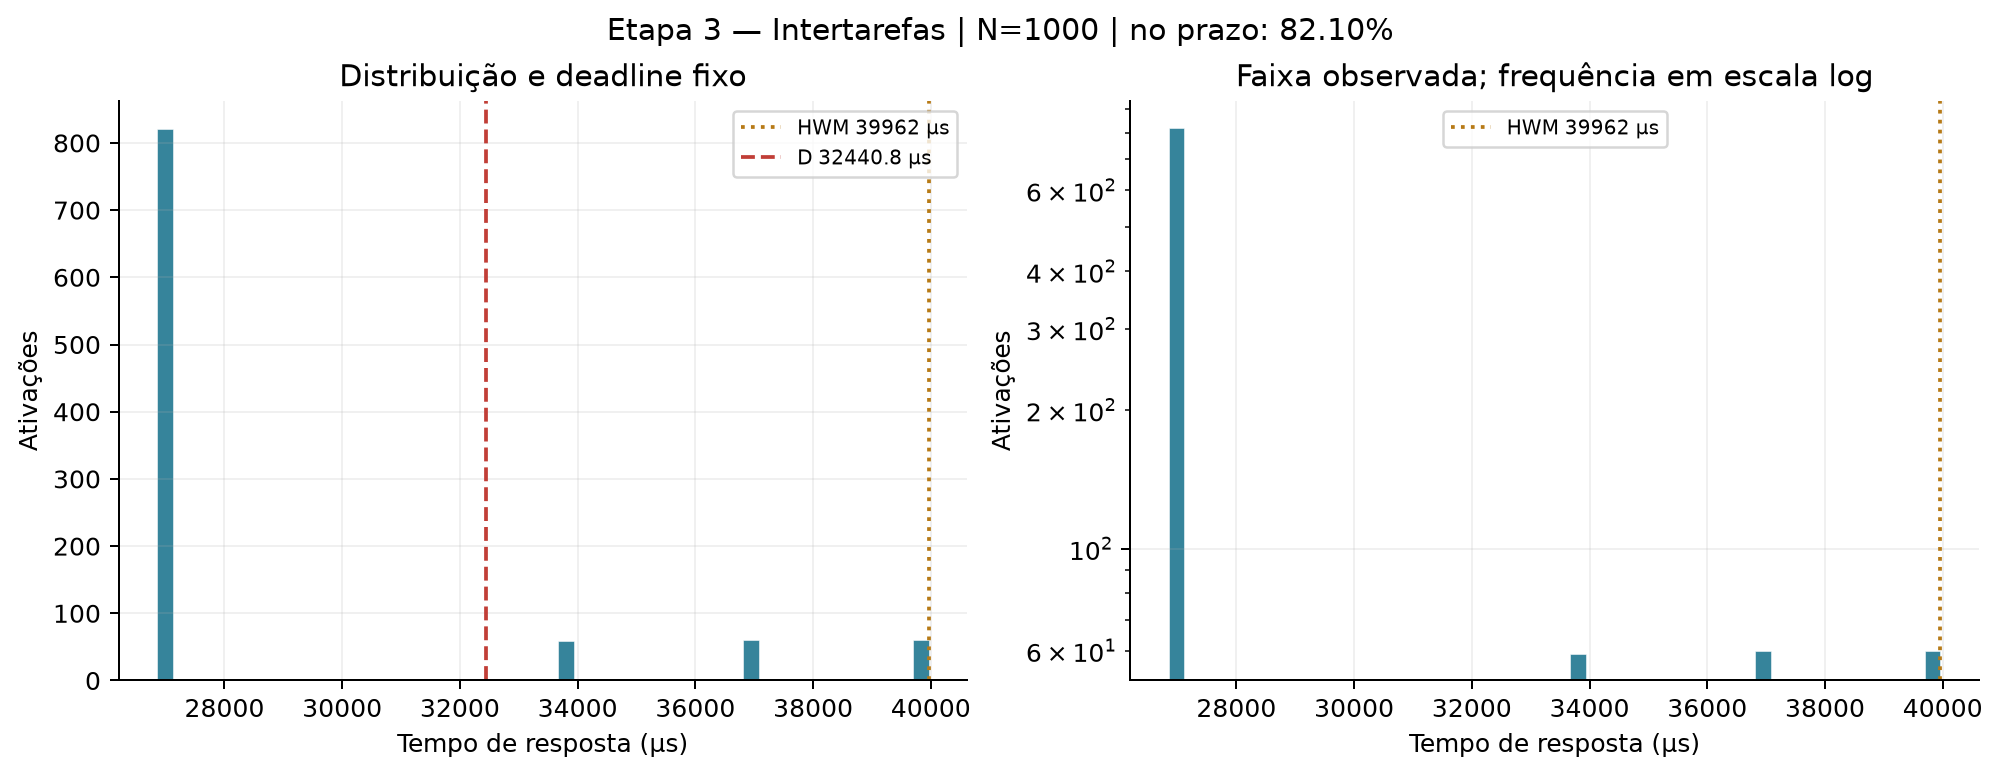 Etapa 3 — Intertarefas | N=1000 | no prazo: 82.10%
Distribuição e deadline fixo
HWM 39962 µs
D 32440.8 µs
Ativações
800
700
600
500
400
300
200
100
0
28000 30000 32000 34000 36000 38000 40000
Tempo de resposta (µs)
Faixa observada; frequência em escala log
HWM 39962 µs
Ativações
6 × 10²
4 × 10²
3 × 10²
2 × 10²
10²
6 × 10¹
28000 30000 32000 34000 36000 38000 40000
Tempo de resposta (µs)